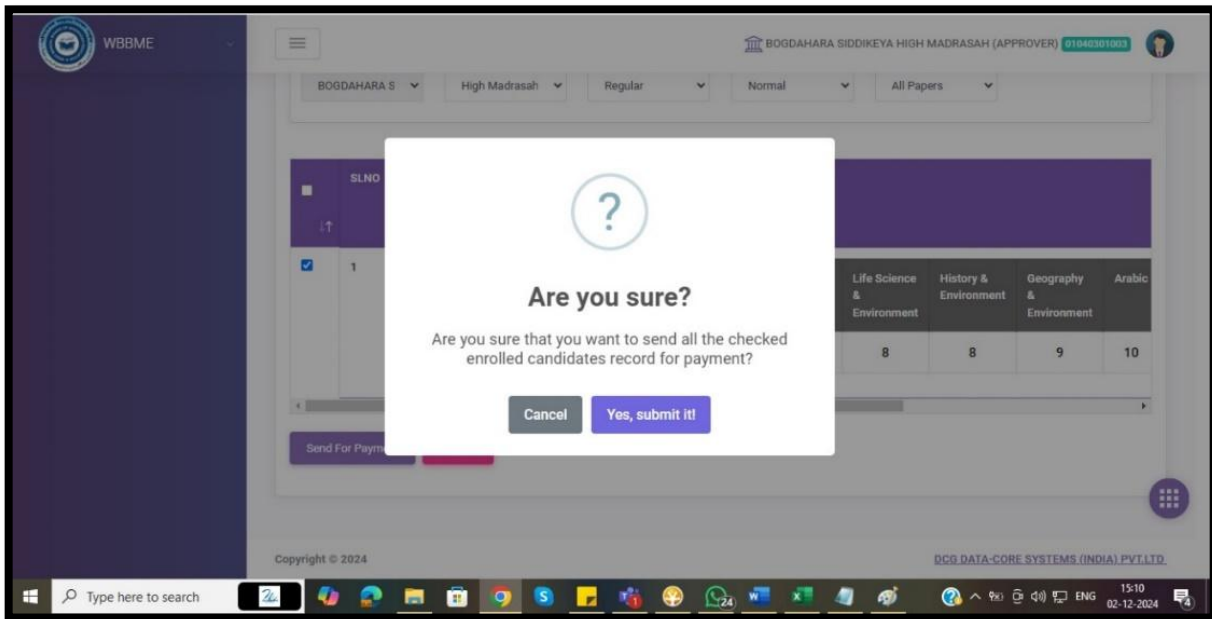 WBBME
BOGDAHARA SIDDIKEYA HIGH MADRASAH (APPROVER) 01040301003
BOGDAHARA S
High Madrasah
Regular
Normal
All Papers
SLNO
1
Life Science
&
Environment
History &
Environment
Geography
&
Environment
Arabic
8
8
9
10
?
Are you sure?
Are you sure that you want to send all the checked
enrolled candidates record for payment?
Cancel
Yes, submit it!
Send For Paym
Copyright © 2024
DCG DATA-CORE SYSTEMS (INDIA) PVT.LTD.
Type here to search
24
ENG
15:10
02-12-2024
4